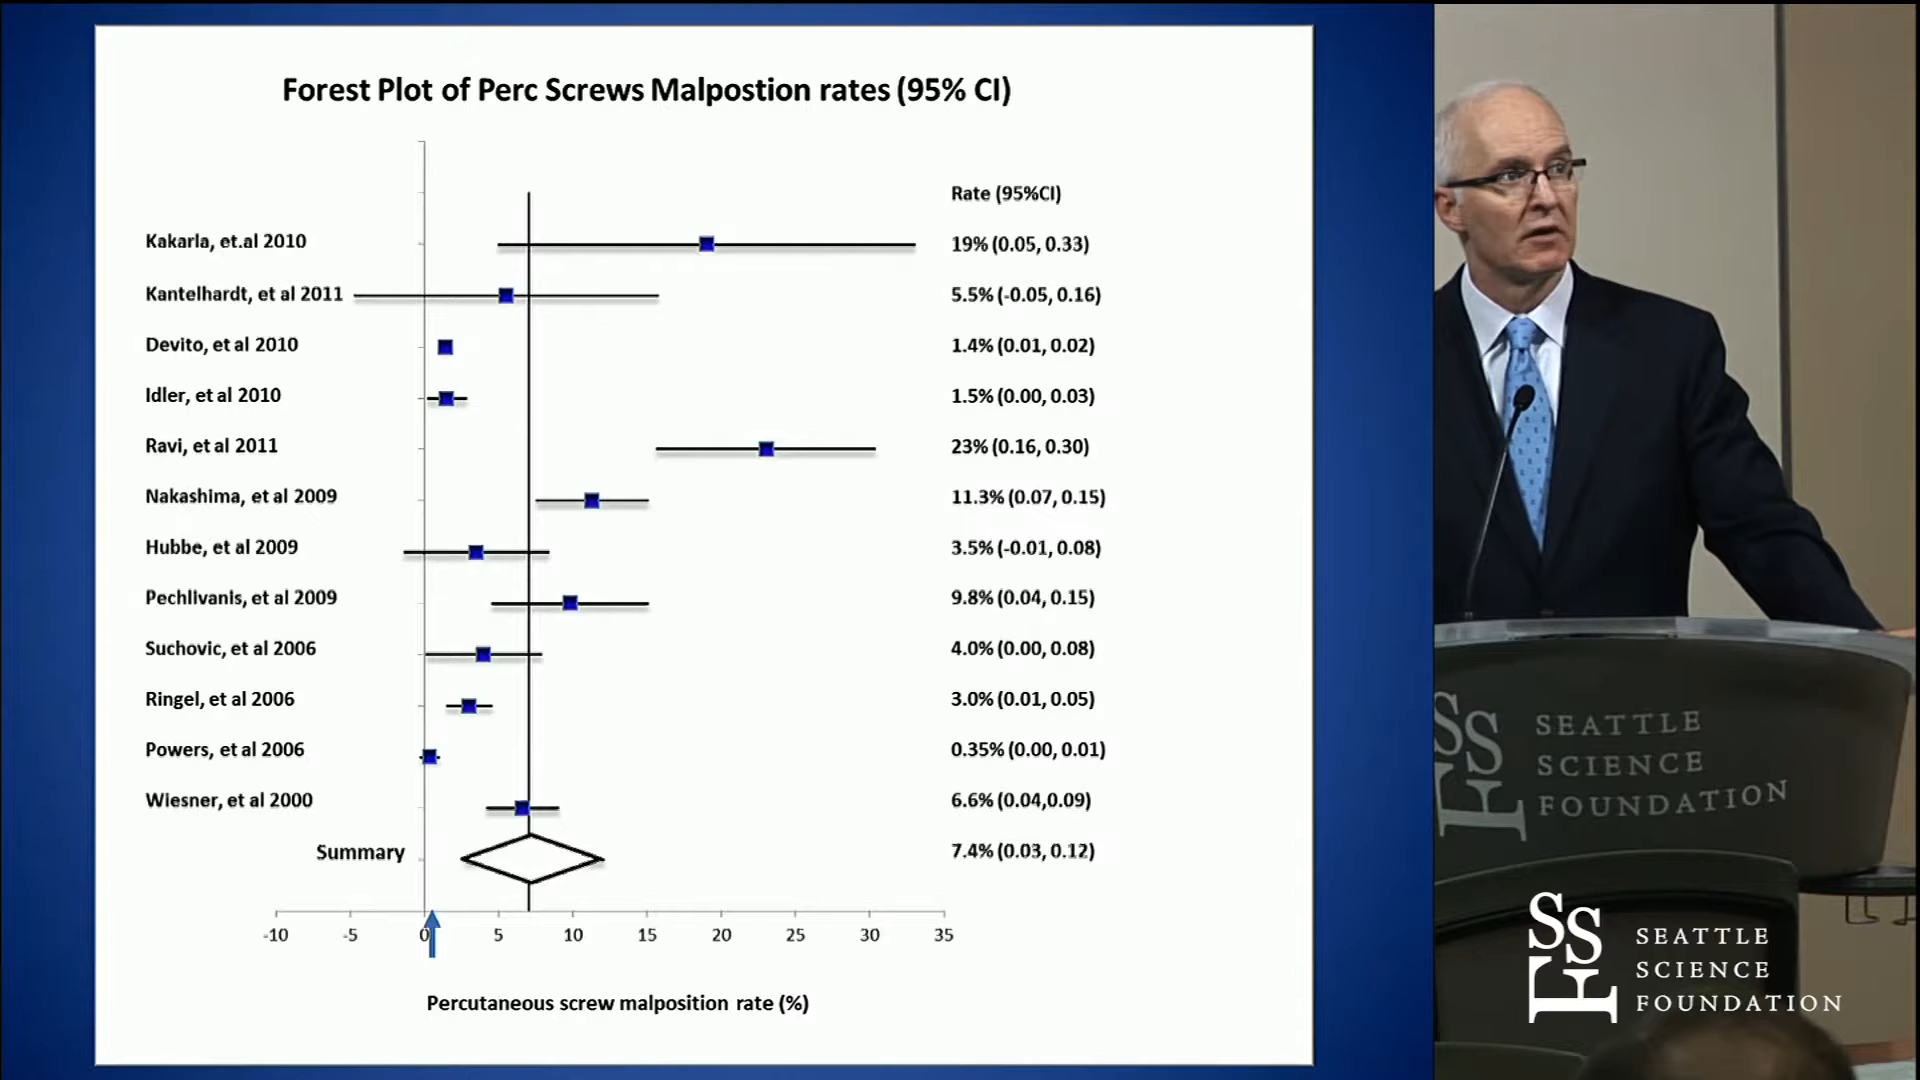 Forest Plot of Perc Screws Malpostion rates (95% CI)
Rate (95%CI)
Kakarla, et.al 2010 19% (0.05, 0.33)
Kantelhardt, et al 2011 5.5% (-0.05, 0.16)
Devito, et al 2010 1.4% (0.01, 0.02)
Idler, et al 2010 1.5% (0.00, 0.03)
Ravi, et al 2011 23% (0.16, 0.30)
Nakashima, et al 2009 11.3% (0.07, 0.15)
Hubbe, et al 2009 3.5% (-0.01, 0.08)
Pechlivanis, et al 2009 9.8% (0.04, 0.15)
Suchovic, et al 2006 4.0% (0.00, 0.08)
Ringel, et al 2006 3.0% (0.01, 0.05)
Powers, et al 2006 0.35% (0.00, 0.01)
Wiesner, et al 2000 6.6% (0.04,0.09)
Summary 7.4% (0.03, 0.12)
-10 -5 0 5 10 15 20 25 30 35
Percutaneous screw malposition rate (%)
SSF
SEATTLE
SCIENCE
FOUNDATION
SSF
SEATTLE
SCIENCE
FOUNDATION